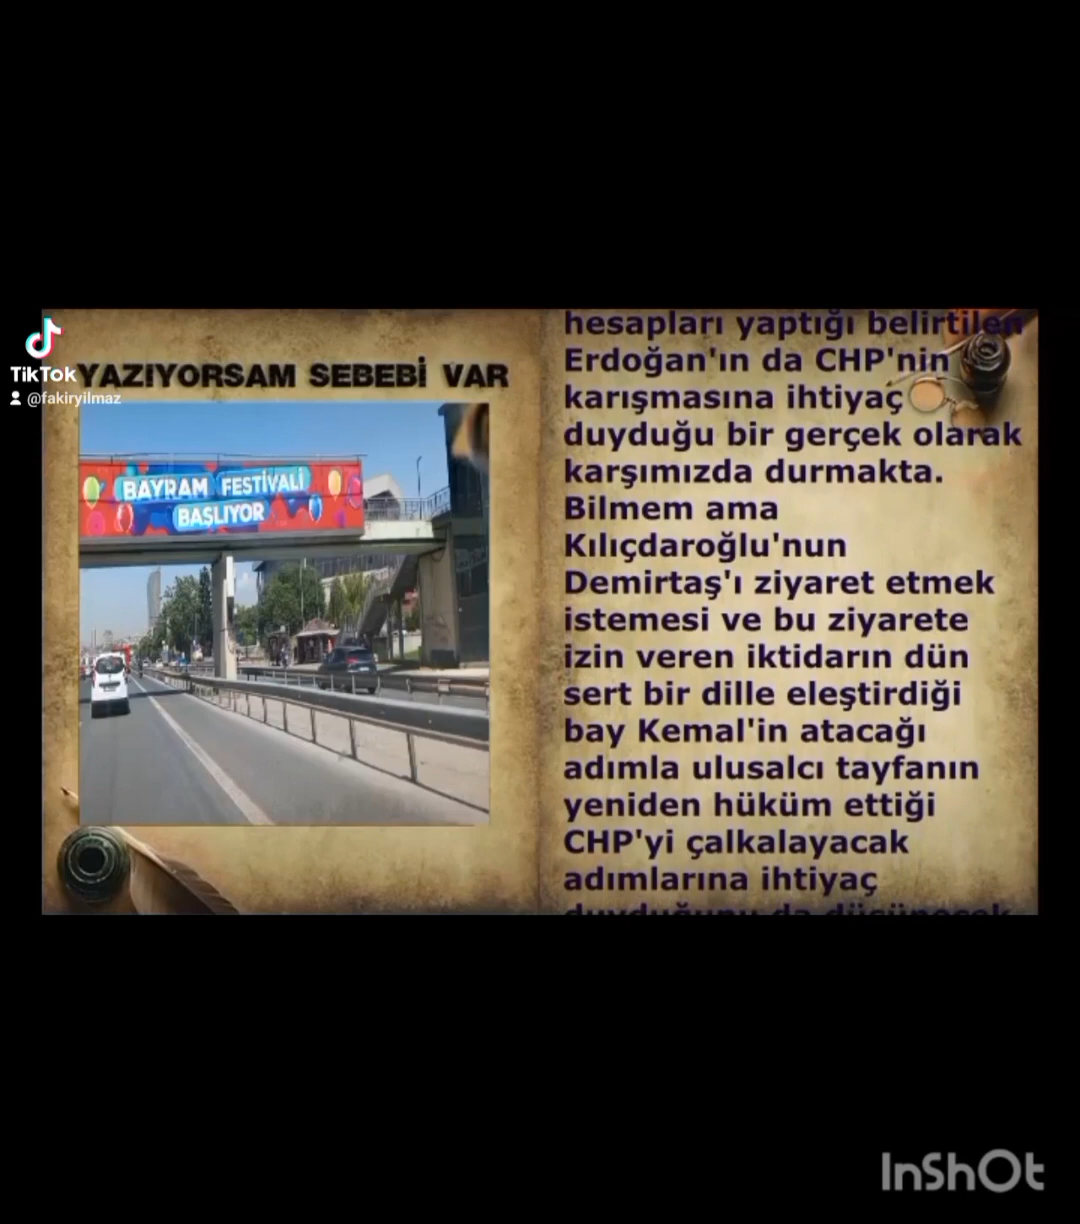 TikTok
@fakiryilmaz
YAZIYORSAM SEBEBİ VAR
BAYRAM FESTİVALİ
BAŞLIYOR
hesapları yaptığı belirtilen
Erdoğan'ın da CHP'nin
karışmasına ihtiyaç
duyduğu bir gerçek olarak
karşımızda durmakta.
Bilmem ama
Kılıçdaroğlu'nun
Demirtaş'ı ziyaret etmek
istemesi ve bu ziyarete
izin veren iktidarın dün
sert bir dille eleştirdiği
bay Kemal'in atacağı
adımla ulusalcı tayfanın
yeniden hüküm ettiği
CHP'yi çalkalayacak
adımlarına ihtiyaç
duyduğunu da düşünecek
InShOt